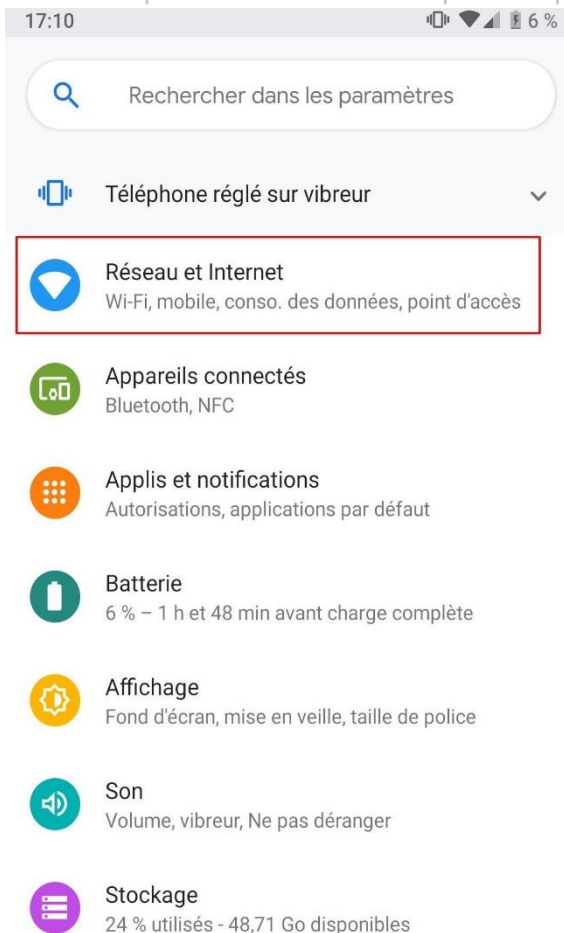 17:10 6 %
Rechercher dans les paramètres
Téléphone réglé sur vibreur
Réseau et Internet
Wi-Fi, mobile, conso. des données, point d'accès
Appareils connectés
Bluetooth, NFC
Applis et notifications
Autorisations, applications par défaut
Batterie
6 % – 1 h et 48 min avant charge complète
Affichage
Fond d'écran, mise en veille, taille de police
Son
Volume, vibreur, Ne pas déranger
Stockage
24 % utilisés - 48,71 Go disponibles